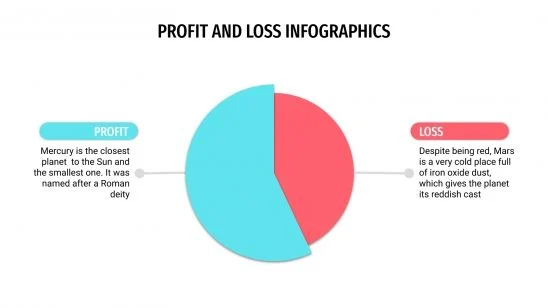 PROFIT AND LOSS INFOGRAPHICS
PROFIT
Mercury is the closest
planet to the Sun and
the smallest one. It was
named after a Roman
deity
LOSS
Despite being red, Mars
is a very cold place full
of iron oxide dust,
which gives the planet
its reddish cast